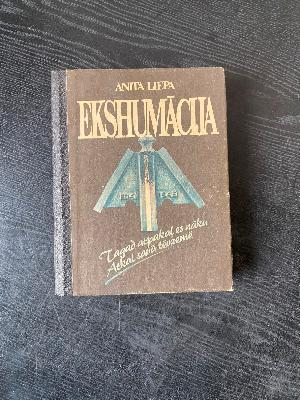 ANITA LIEPA
EKSHUMĀCIJA
Tagad atpakaļ es nāku
Atkal savā tēvzemē